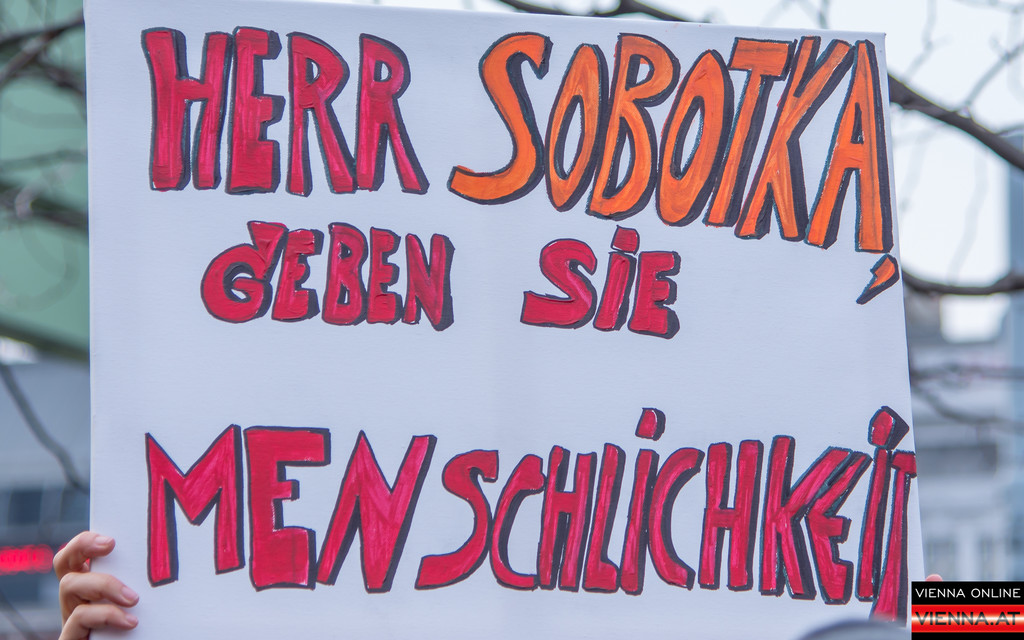 HERR SOBOTKA,
GEBEN SiE
MENSCHLiCHKEiT
VIENNA ONLINE
VIENNA.AT